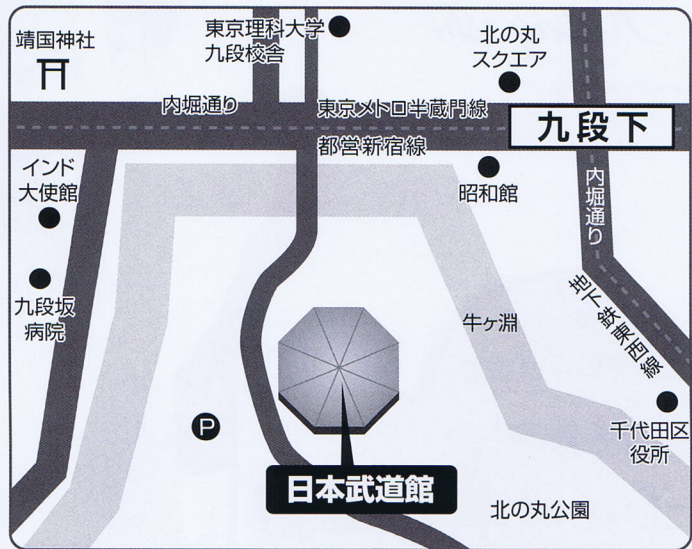 靖国神社
東京理科大学
九段校舎
北の丸
スクエア
内堀通り
東京メトロ半蔵門線
都営新宿線
九段下
インド
大使館
昭和館
内堀通り
九段坂
病院
牛ヶ淵
地下鉄東西線
P
千代田区
役所
日本武道館
北の丸公園